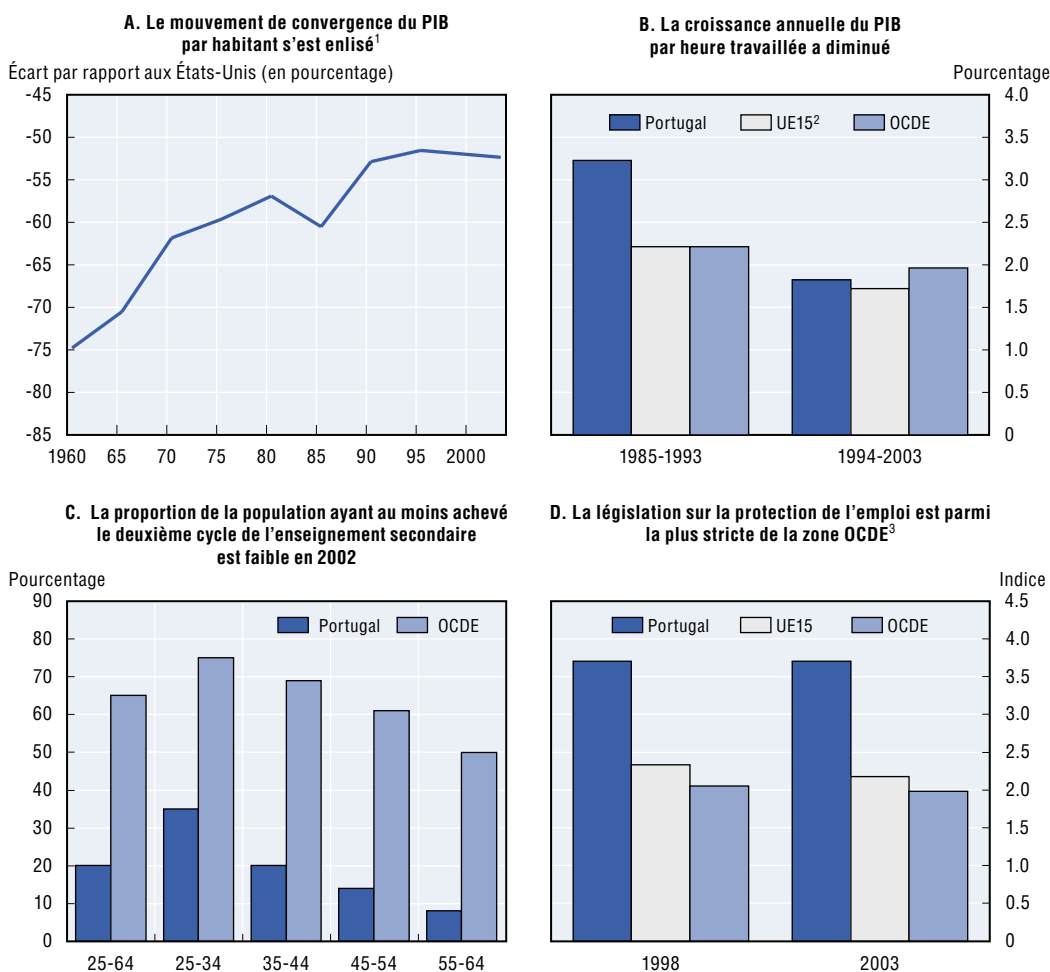 A. Le mouvement de convergence du PIB
par habitant s'est enlisé¹
Écart par rapport aux États-Unis (en pourcentage)
-45
-50
-55
-60
-65
-70
-75
-80
-85
1960 65 70 75 80 85 90 95 2000
B. La croissance annuelle du PIB
par heure travaillée a diminué
Pourcentage
4.0
3.5
3.0
2.5
2.0
1.5
1.0
0.5
0
Portugal UE15² OCDE
1985-1993 1994-2003
C. La proportion de la population ayant au moins achevé
le deuxième cycle de l'enseignement secondaire
est faible en 2002
Pourcentage
90
80
70
60
50
40
30
20
10
0
Portugal OCDE
25-64 25-34 35-44 45-54 55-64
D. La législation sur la protection de l'emploi est parmi
la plus stricte de la zone OCDE³
Indice
4.5
4.0
3.5
3.0
2.5
2.0
1.5
1.0
0.5
0
Portugal UE15 OCDE
1998 2003